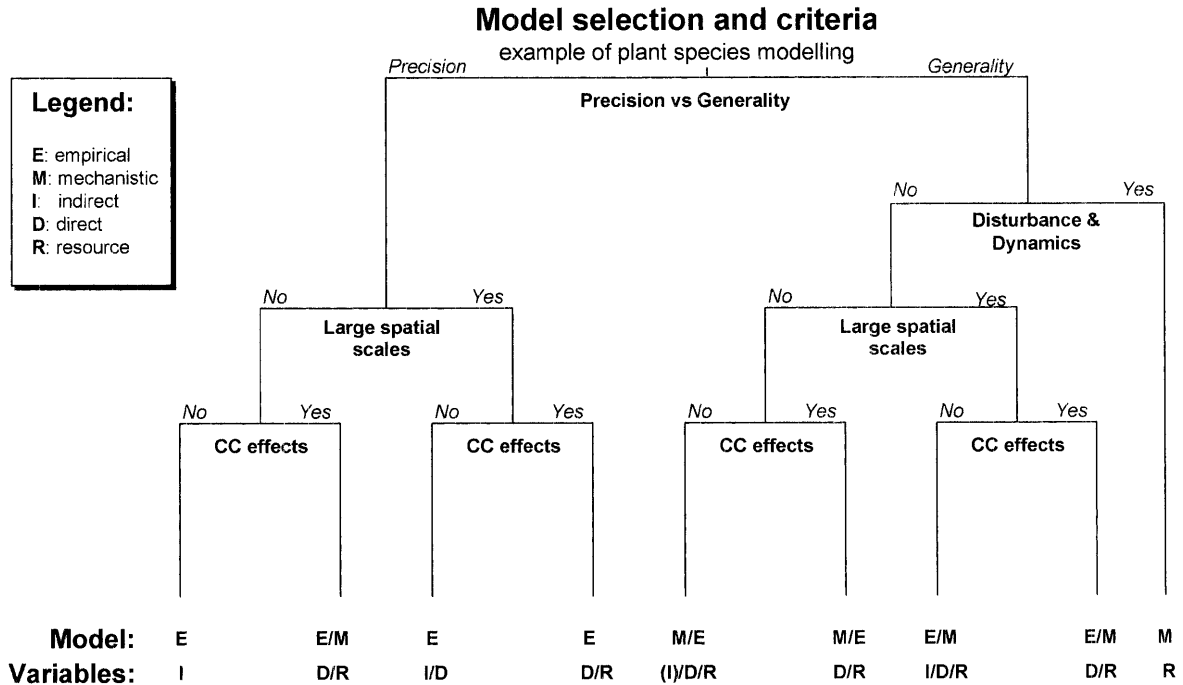 Model selection and criteria
example of plant species modelling
Precision
Generality
Precision vs Generality
Legend:
E: empirical
M: mechanistic
I: indirect
D: direct
R: resource
No
Yes
Disturbance &
Dynamics
No
Yes
No
Yes
Large spatial
scales
Large spatial
scales
No
Yes
No
Yes
No
Yes
No
Yes
CC effects
CC effects
CC effects
CC effects
Model: E E/M E E M/E M/E E/M E/M M
Variables: I D/R I/D D/R (I)/D/R D/R I/D/R D/R R